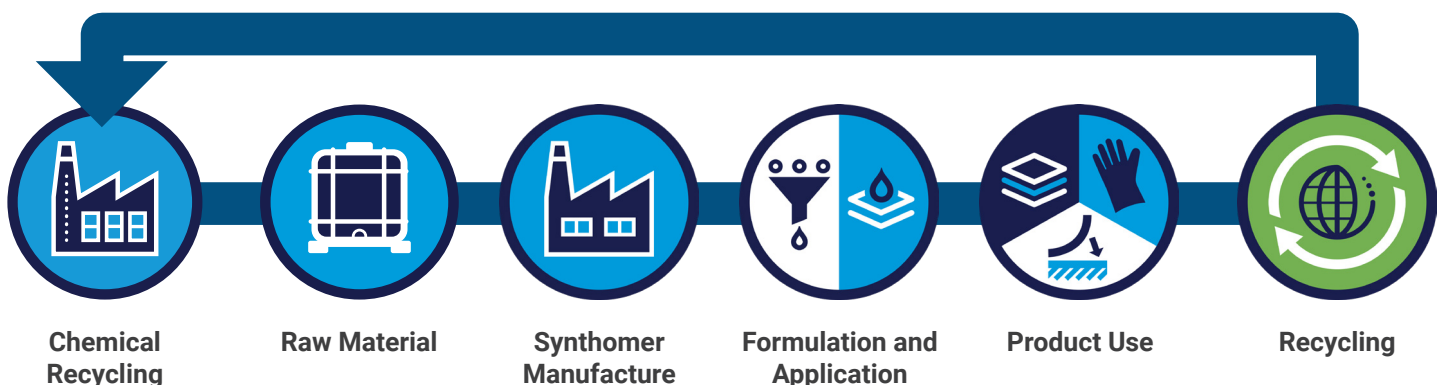 Chemical
Recycling
Raw Material
Synthomer
Manufacture
Formulation and
Application
Product Use
Recycling